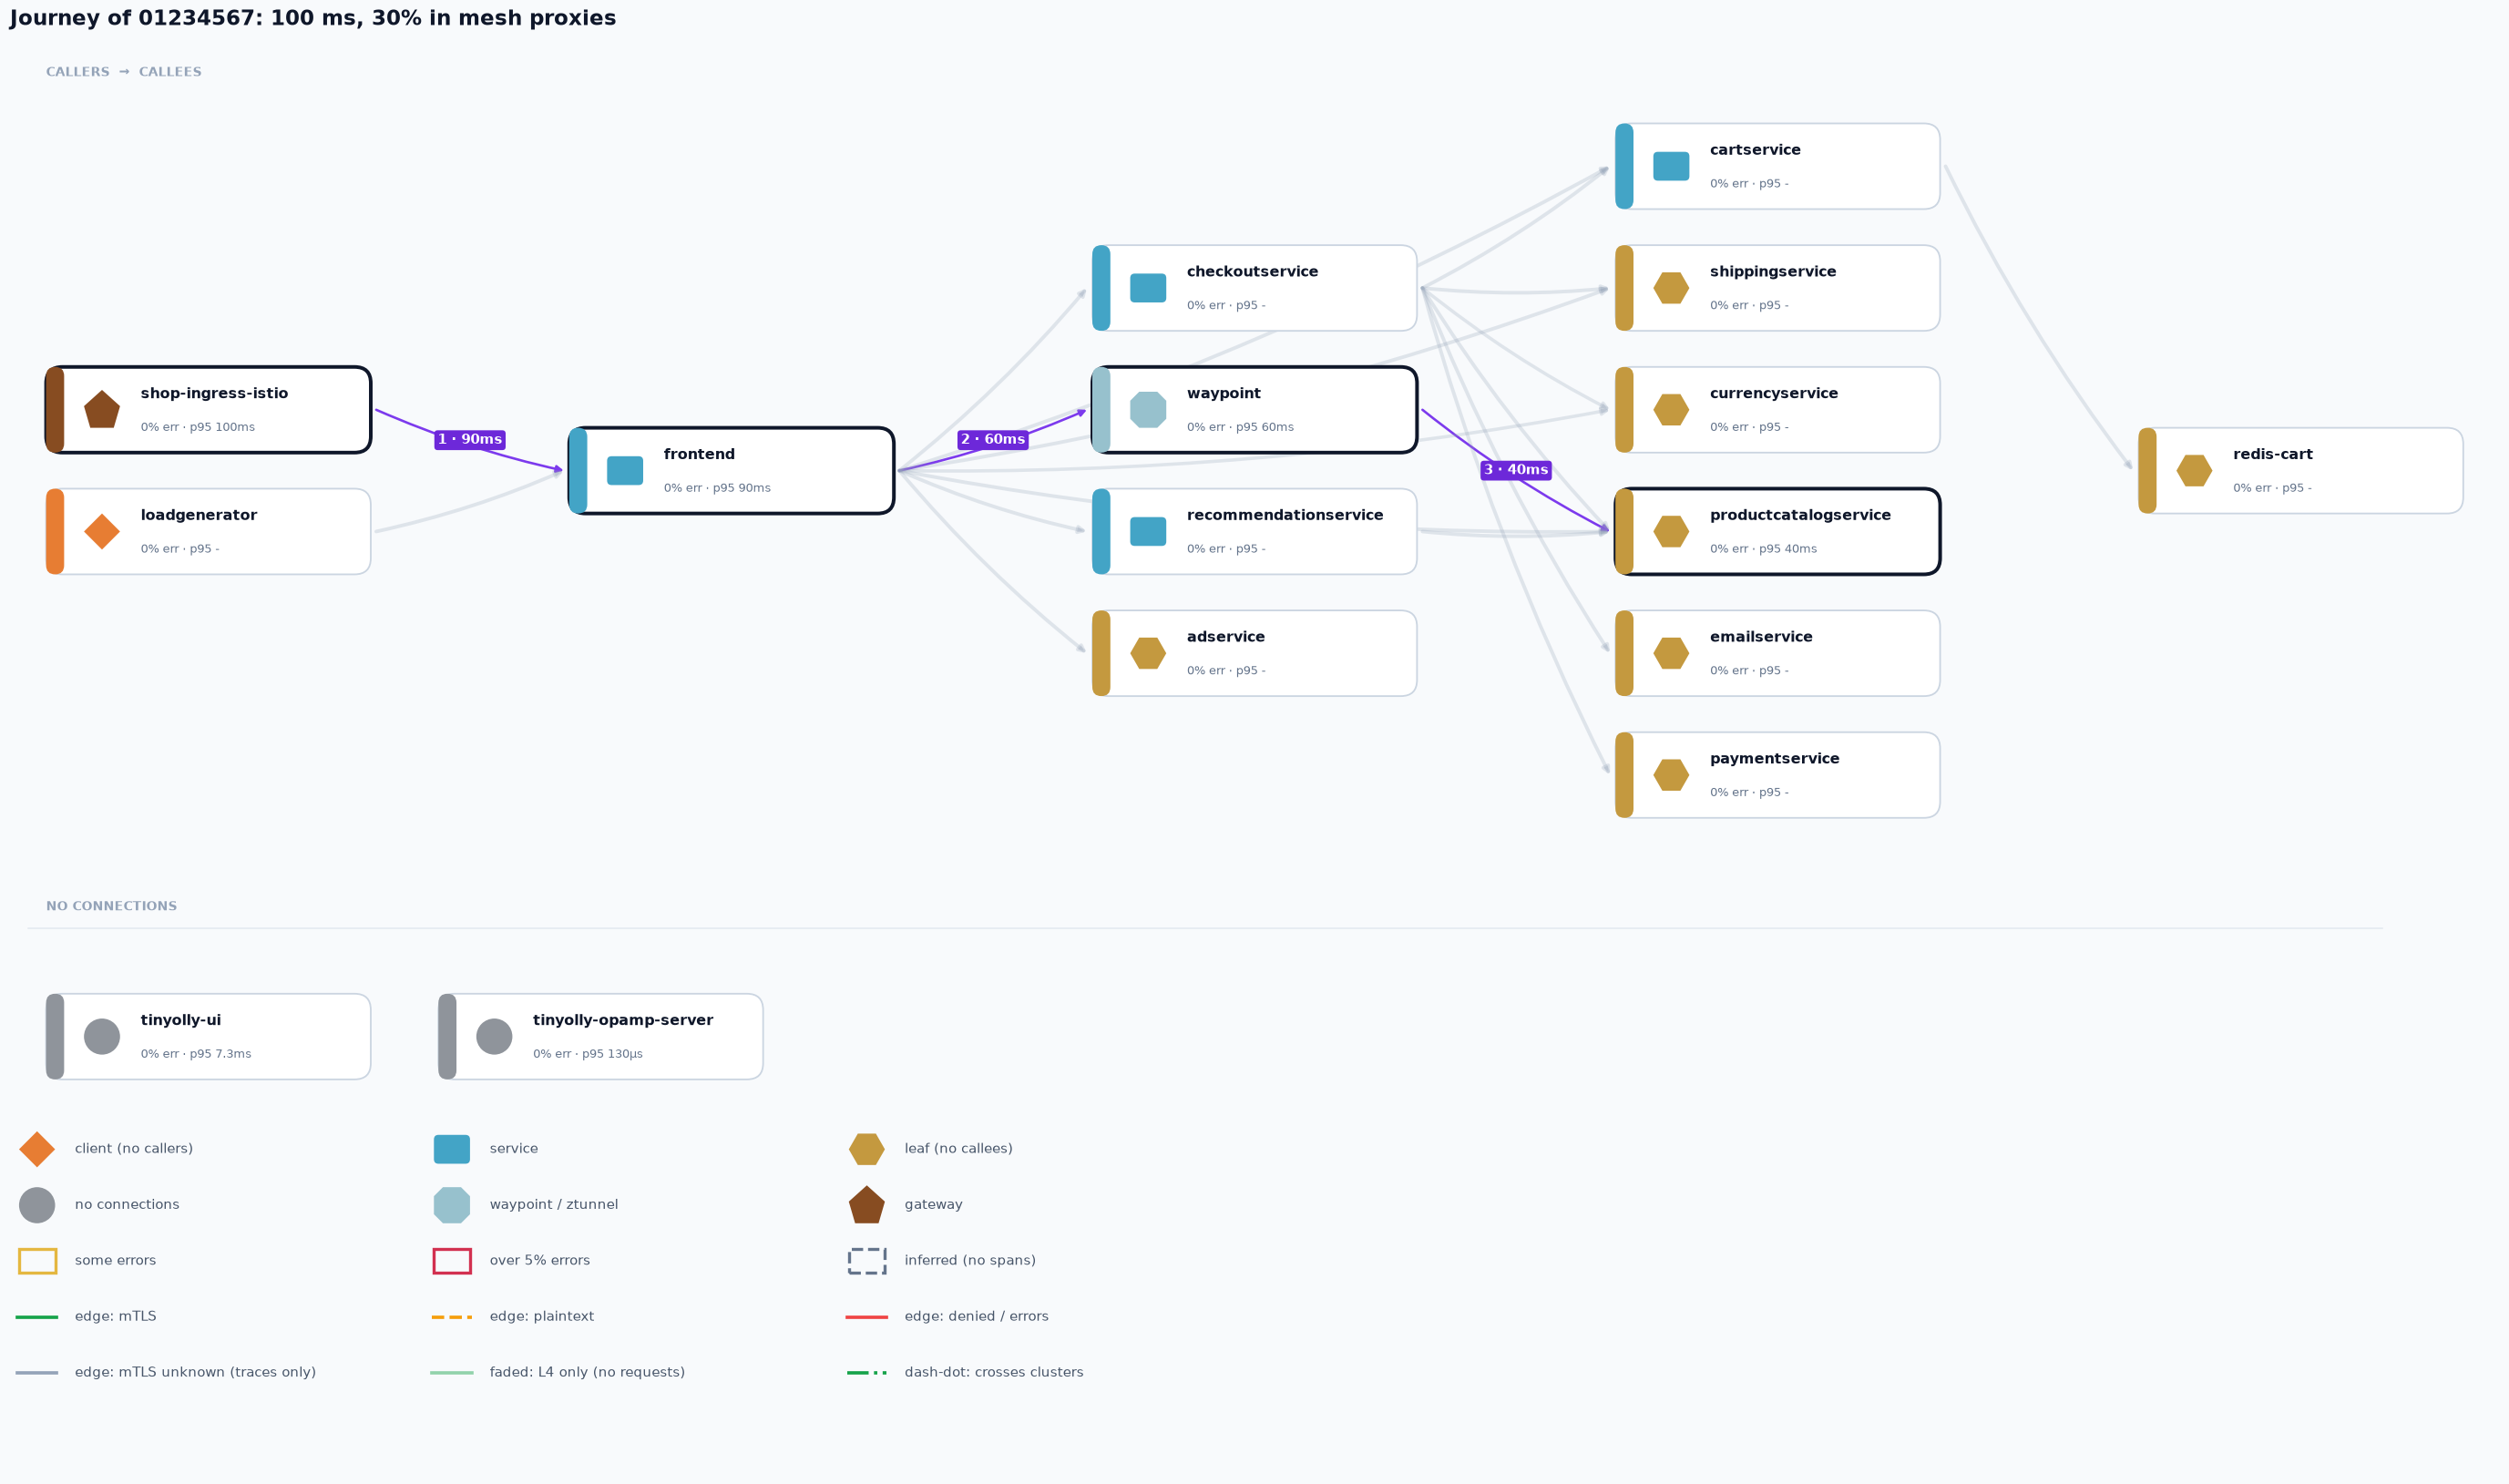 Journey of 01234567: 100 ms, 30% in mesh proxies
CALLERS → CALLEES
cartservice
0% err · p95 -
checkoutservice
0% err · p95 -
shippingservice
0% err · p95 -
shop-ingress-istio
0% err · p95 100ms
waypoint
0% err · p95 60ms
currencyservice
0% err · p95 -
1 · 90ms
frontend
0% err · p95 90ms
2 · 60ms
3 · 40ms
redis-cart
0% err · p95 -
loadgenerator
0% err · p95 -
recommendationservice
0% err · p95 -
productcatalogservice
0% err · p95 40ms
adservice
0% err · p95 -
emailservice
0% err · p95 -
paymentservice
0% err · p95 -
NO CONNECTIONS
tinyolly-ui
0% err · p95 7.3ms
tinyolly-opamp-server
0% err · p95 130µs
client (no callers)
service
leaf (no callees)
no connections
waypoint / ztunnel
gateway
some errors
over 5% errors
inferred (no spans)
edge: mTLS
edge: plaintext
edge: denied / errors
edge: mTLS unknown (traces only)
faded: L4 only (no requests)
dash-dot: crosses clusters